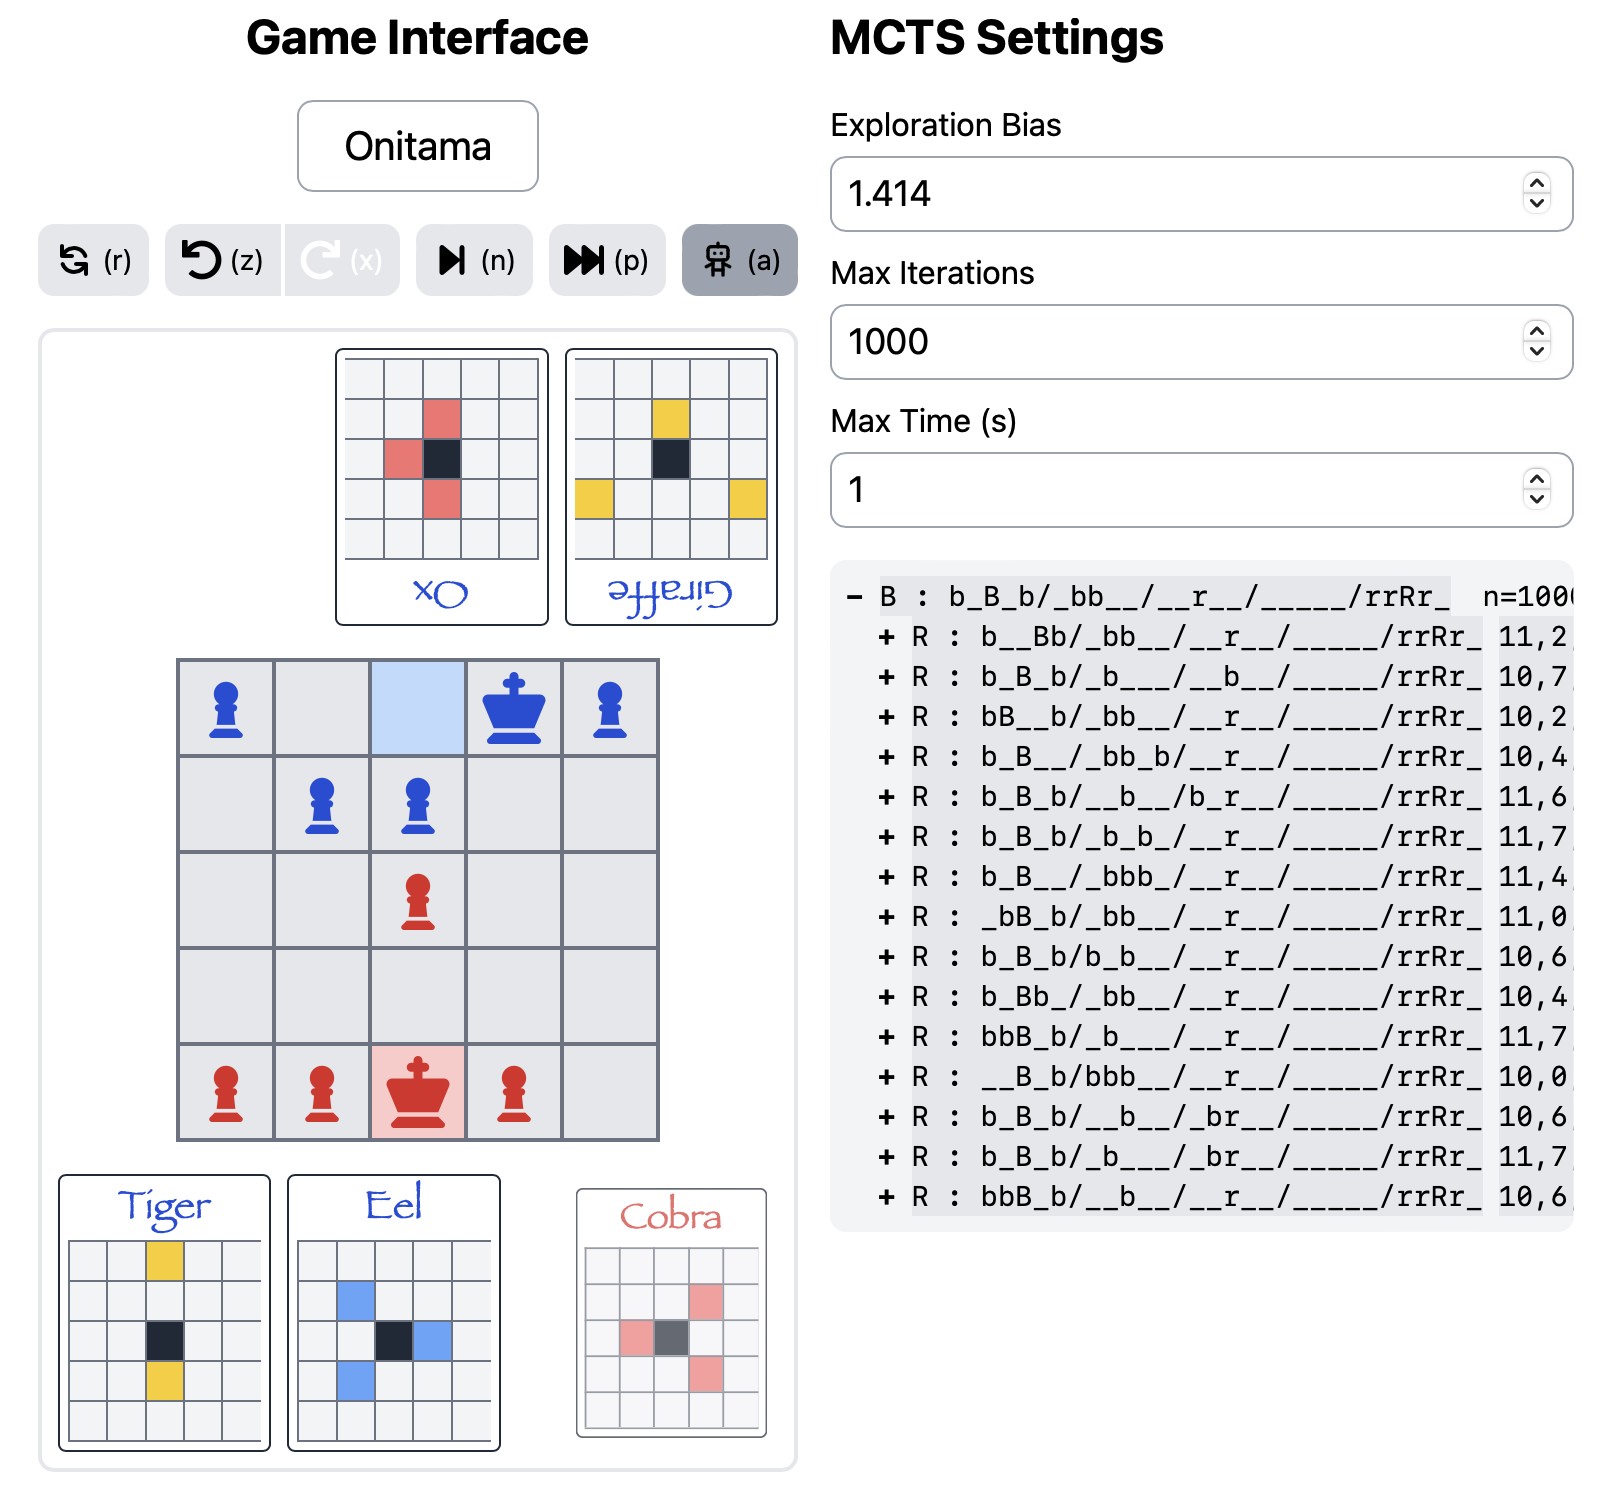 Game Interface
Onitama
(r)
(z)
(x)
(n)
(p)
(a)
Ox
Giraffe
Tiger
Eel
Cobra
MCTS Settings
Exploration Bias
1.414
Max Iterations
1000
Max Time (s)
1
− B : b_B_b/_bb__/__r__/_____/rrRr_ n=100
+ R : b__Bb/_bb__/__r__/_____/rrRr_ 11,2
+ R : b_B_b/_b___/__b__/_____/rrRr_ 10,7
+ R : bB__b/_bb__/__r__/_____/rrRr_ 10,2
+ R : b_B__/_bb_b/__r__/_____/rrRr_ 10,4
+ R : b_B_b/__b__/b_r__/_____/rrRr_ 11,6
+ R : b_B_b/_b_b_/__r__/_____/rrRr_ 11,7
+ R : b_B__/_bbb_/__r__/_____/rrRr_ 11,4
+ R : _bB_b/_bb__/__r__/_____/rrRr_ 11,0
+ R : b_B_b/b_b__/__r__/_____/rrRr_ 10,6
+ R : b_Bb_/_bb__/__r__/_____/rrRr_ 10,4
+ R : bbB_b/_b___/__r__/_____/rrRr_ 11,7
+ R : __B_b/bbb__/__r__/_____/rrRr_ 10,0
+ R : b_B_b/__b__/_br__/_____/rrRr_ 10,6
+ R : b_B_b/_b___/_br__/_____/rrRr_ 11,7
+ R : bbB_b/__b__/__r__/_____/rrRr_ 10,6